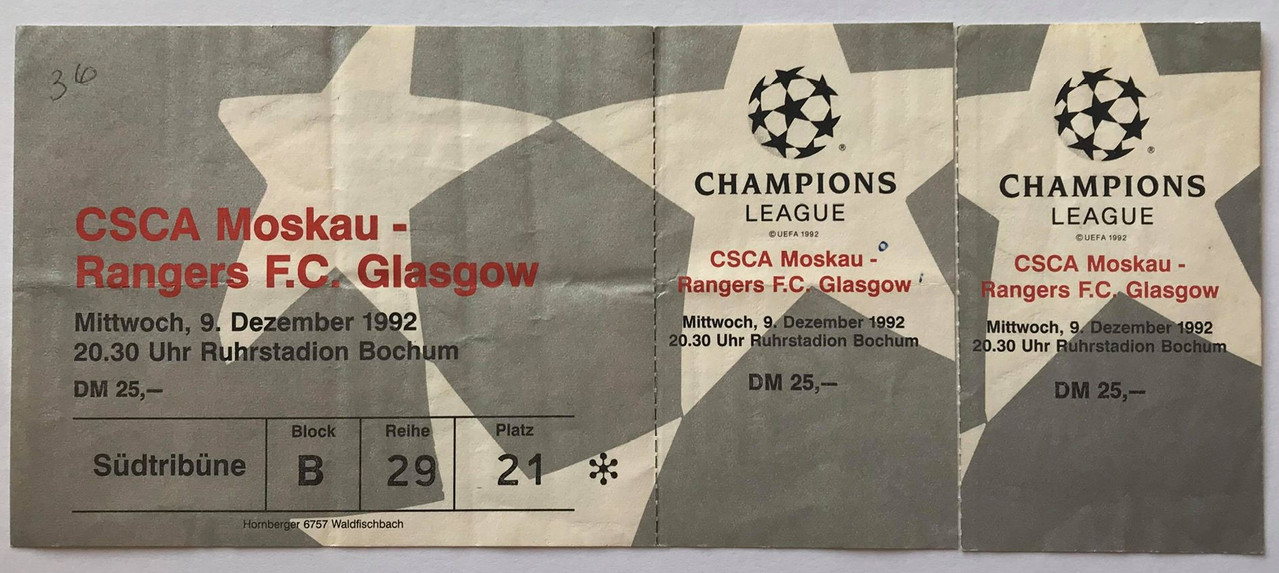 36
CSCA Moskau -
Rangers F.C. Glasgow
Mittwoch, 9. Dezember 1992
20.30 Uhr Ruhrstadion Bochum
DM 25,—
Block Reihe Platz
Südtribüne B 29 21 *
Hornberger 6757 Waldfischbach
®
CHAMPIONS
LEAGUE
© UEFA 1992
CSCA Moskau -
Rangers F.C. Glasgow
Mittwoch, 9. Dezember 1992
20.30 Uhr Ruhrstadion Bochum
DM 25,—
®
CHAMPIONS
LEAGUE
© UEFA 1992
CSCA Moskau -
Rangers F.C. Glasgow
Mittwoch, 9. Dezember 1992
20.30 Uhr Ruhrstadion Bochum
DM 25,—